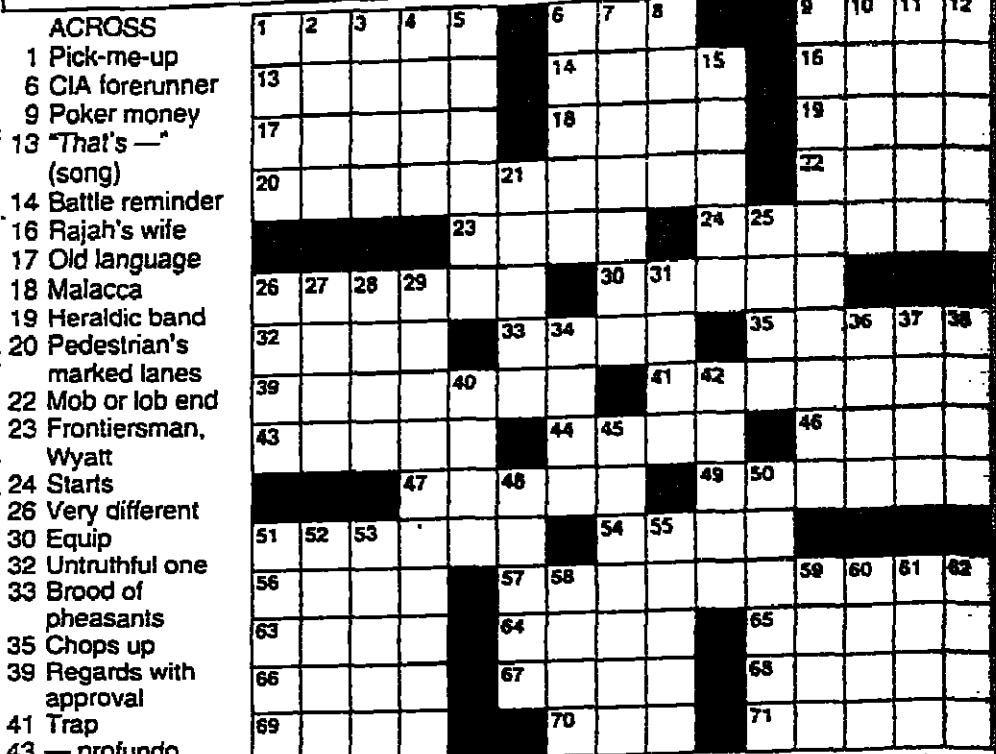 ACROSS
1 Pick-me-up
6 CIA forerunner
9 Poker money
13 "That's —"
(song)
14 Battle reminder
16 Rajah's wife
17 Old language
18 Malacca
19 Heraldic band
20 Pedestrian's
marked lanes
22 Mob or lob end
23 Frontiersman,
Wyatt
24 Starts
26 Very different
30 Equip
32 Untruthful one
33 Brood of
pheasants
35 Chops up
39 Regards with
approval
41 Trap
43 — profundo
1 2 3 4 5 6 7 8 9 10 11 12
13 14 15 16
17 18 19
20 21 22
23 24 25
26 27 28 29 30 31
32 33 34 35 36 37 38
39 40 41 42
43 44 45 46
47 48 49 50
51 52 53 54 55
56 57 58 59 60 61 62
63 64 65
66 67 68
69 70 71